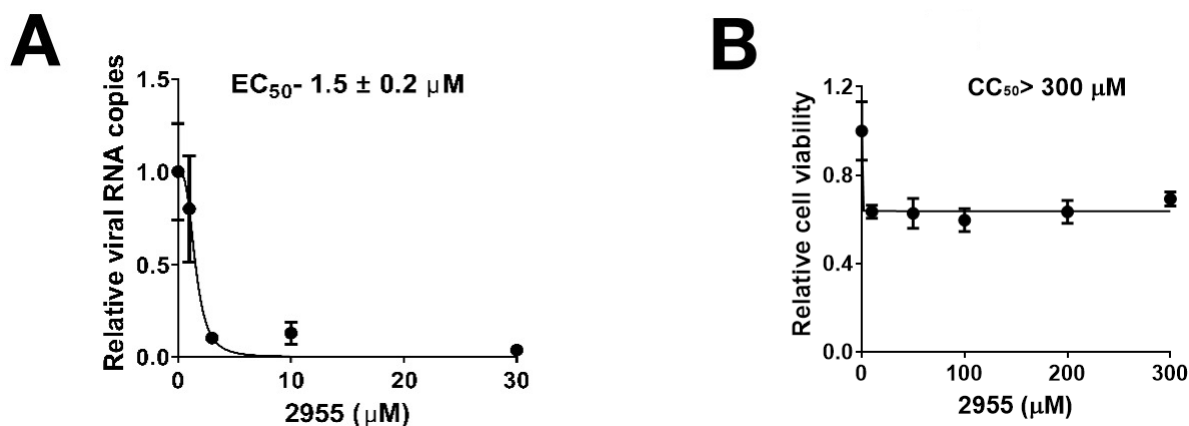 A
EC50- 1.5 ± 0.2 μM
Relative viral RNA copies
1.5
1.0
0.5
0.0
0 10 20 30
2955 (μM)
B
CC50> 300 μM
Relative cell viability
1.2
0.8
0.4
0.0
0 100 200 300
2955 (μM)